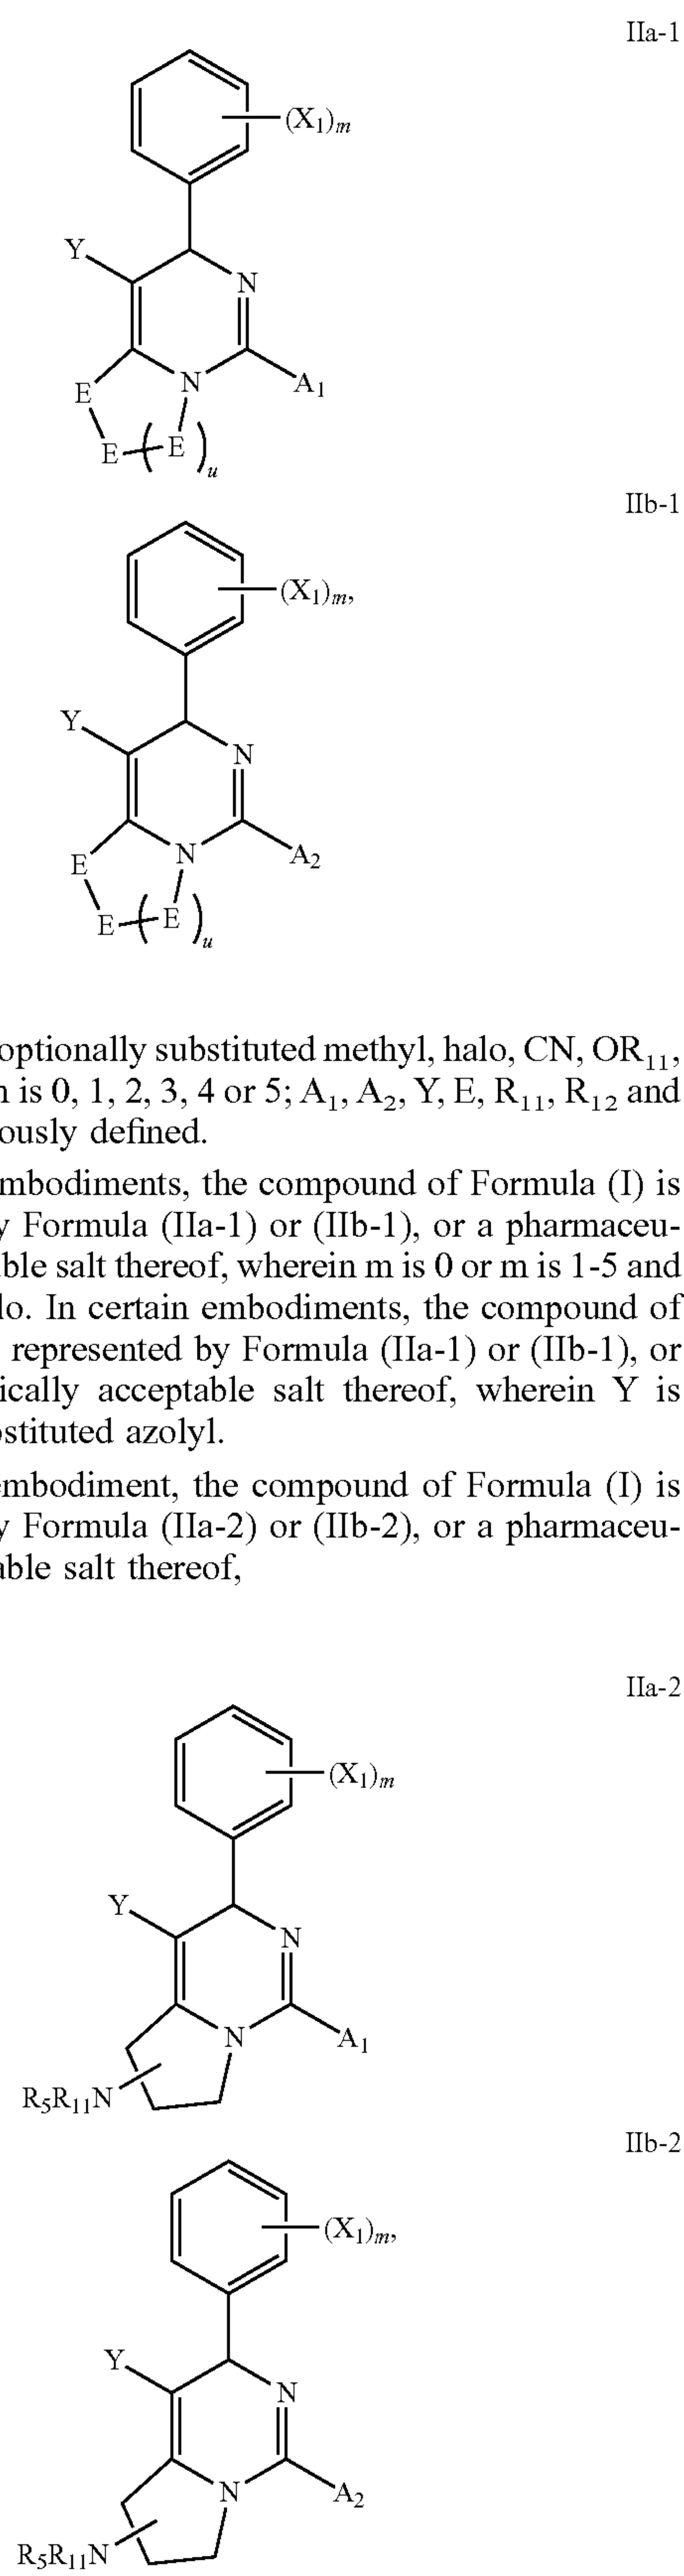 IIa-1
(X₁)ₘ
Y
N
E
N
A₁
E
(E)ᵤ
IIb-1
(X₁)ₘ,
Y
N
E
N
A₂
E
(E)ᵤ
optionally substituted methyl, halo, CN, OR₁₁,
is 0, 1, 2, 3, 4 or 5; A₁, A₂, Y, E, R₁₁, R₁₂ and
ously defined.
mbodiments, the compound of Formula (I) is
Formula (IIa-1) or (IIb-1), or a pharmaceu-
ble salt thereof, wherein m is 0 or m is 1-5 and
lo. In certain embodiments, the compound of
represented by Formula (IIa-1) or (IIb-1), or
ically acceptable salt thereof, wherein Y is
stituted azolyl.
embodiment, the compound of Formula (I) is
Formula (IIa-2) or (IIb-2), or a pharmaceu-
able salt thereof,
IIa-2
(X₁)ₘ
Y
N
N
A₁
R₅R₁₁N
IIb-2
(X₁)ₘ,
Y
N
N
A₂
R₅R₁₁N